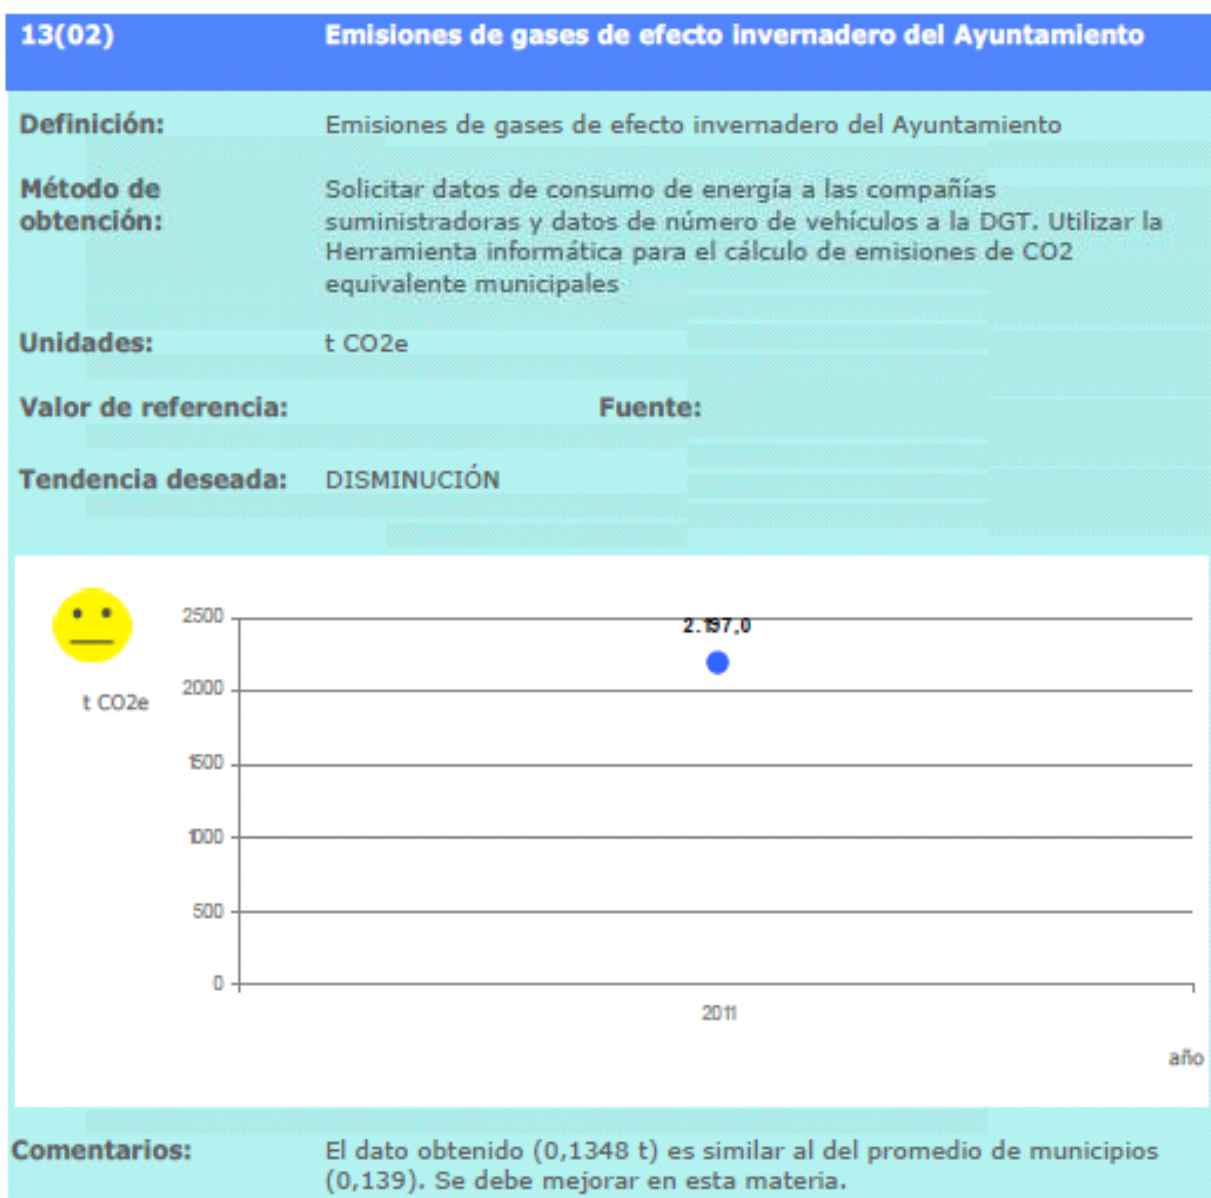 13(02) Emisiones de gases de efecto invernadero del Ayuntamiento
Definición: Emisiones de gases de efecto invernadero del Ayuntamiento
Método de obtención: Solicitar datos de consumo de energía a las compañías
suministradoras y datos de número de vehículos a la DGT. Utilizar la
Herramienta informática para el cálculo de emisiones de CO2
equivalente municipales
Unidades: t CO2e
Valor de referencia: Fuente:
Tendencia deseada: DISMINUCIÓN
2500
2.197,0
2000
t CO2e
1500
1000
500
0
2011
año
Comentarios: El dato obtenido (0,1348 t) es similar al del promedio de municipios
(0,139). Se debe mejorar en esta materia.